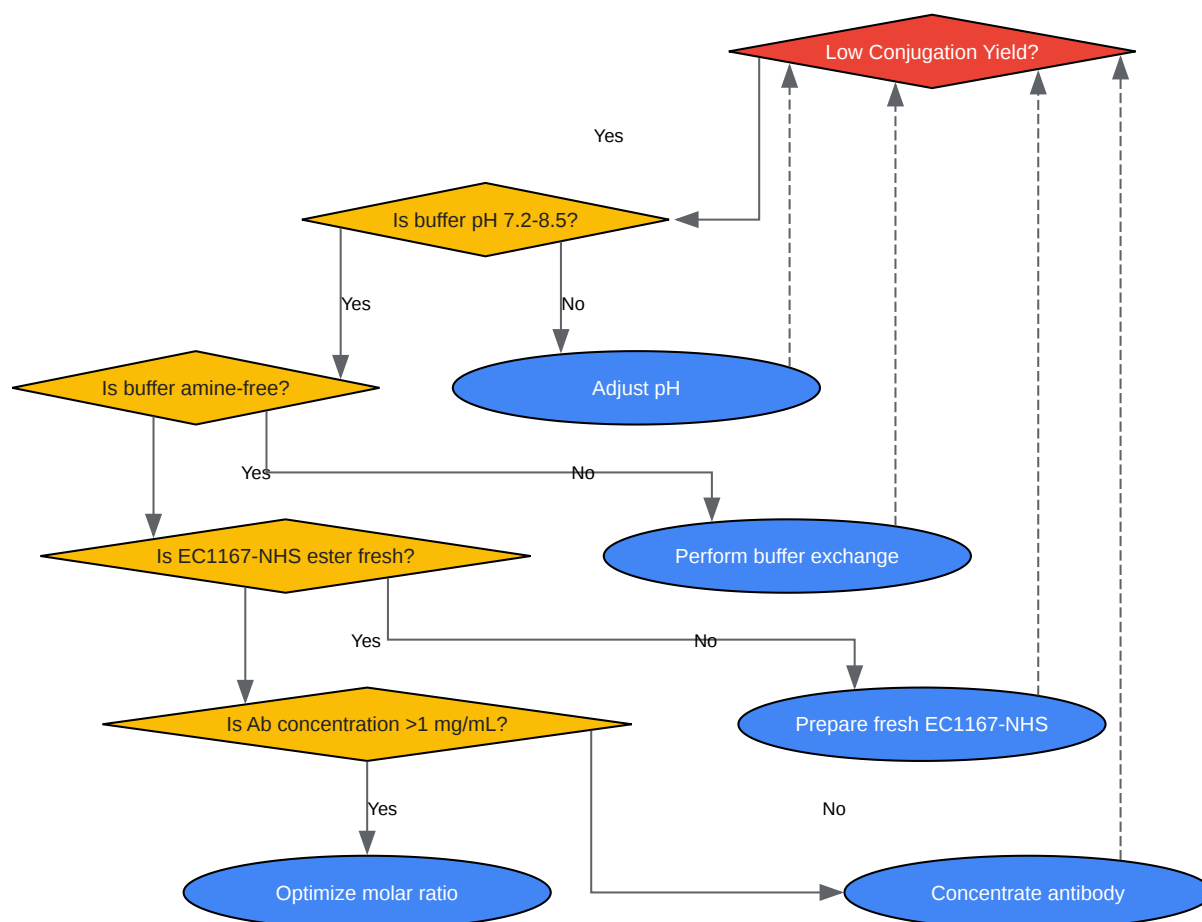 Low Conjugation Yield?
Yes
Is buffer pH 7.2-8.5?
Yes
No
Is buffer amine-free?
Adjust pH
Yes
No
Is EC1167-NHS ester fresh?
Perform buffer exchange
Yes
No
Is Ab concentration >1 mg/mL?
Prepare fresh EC1167-NHS
Yes
No
Optimize molar ratio
Concentrate antibody